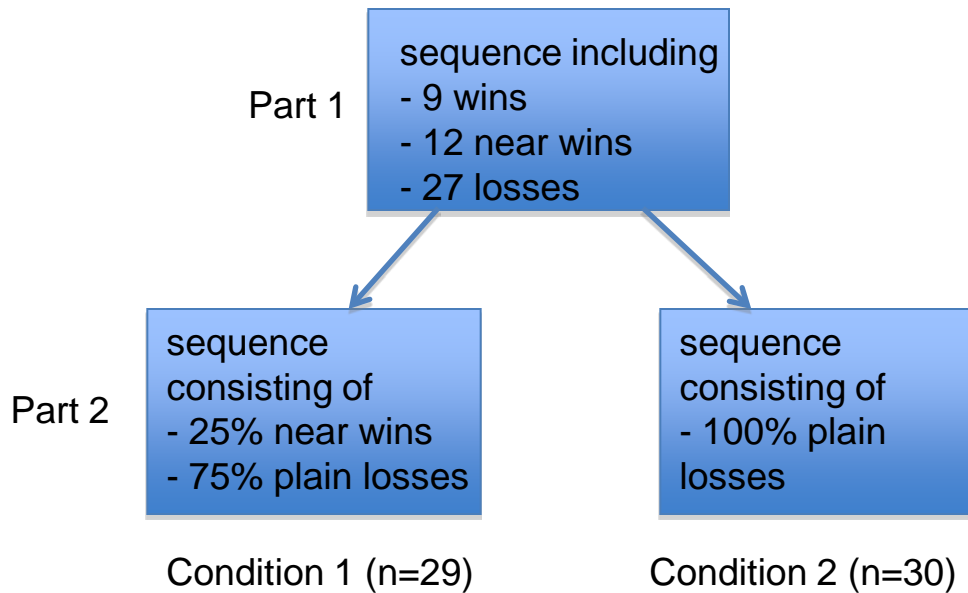 Part 1
sequence including
- 9 wins
- 12 near wins
- 27 losses
Part 2
sequence
consisting of
- 25% near wins
- 75% plain losses
sequence
consisting of
- 100% plain
losses
Condition 1 (n=29)
Condition 2 (n=30)